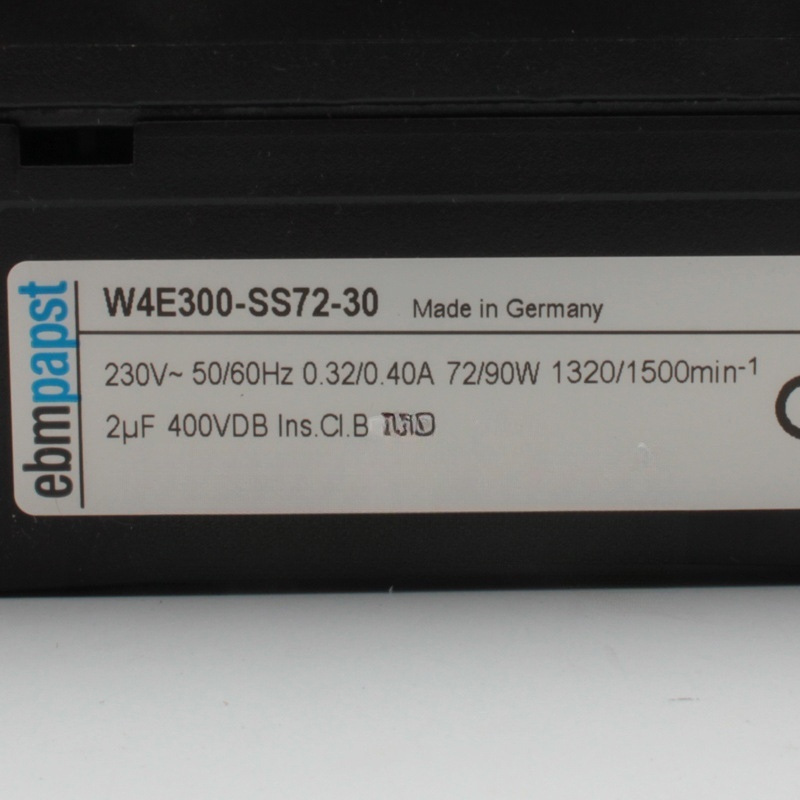 ebmpapst
W4E300-SS72-30 Made in Germany
230V~ 50/60Hz 0.32/0.40A 72/90W 1320/1500min-1
2µF 400VDB Ins.Cl.B